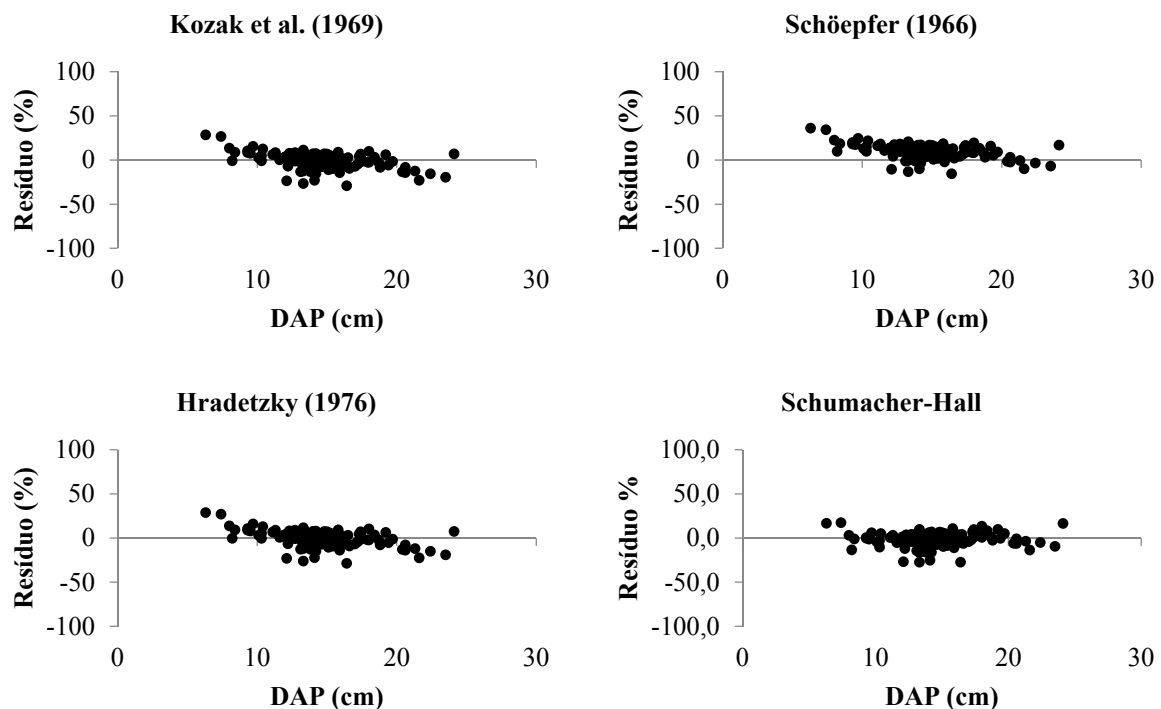 Kozak et al. (1969)
Resíduo (%)
100
50
0
-50
-100
0 10 20 30
DAP (cm)
Schöepfer (1966)
Resíduo (%)
100
50
0
-50
-100
0 10 20 30
DAP (cm)
Hradetzky (1976)
Resíduo (%)
100
50
0
-50
-100
0 10 20 30
DAP (cm)
Schumacher-Hall
Resíduo %
100,0
50,0
0,0
-50,0
-100,0
0 10 20 30
DAP (cm)